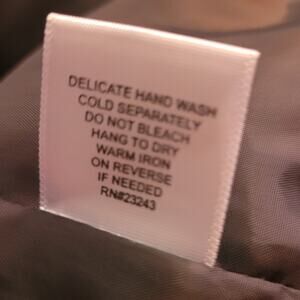 DELICATE HAND WASH
COLD SEPARATELY
DO NOT BLEACH
HANG TO DRY
WARM IRON
ON REVERSE
IF NEEDED
RN#23243